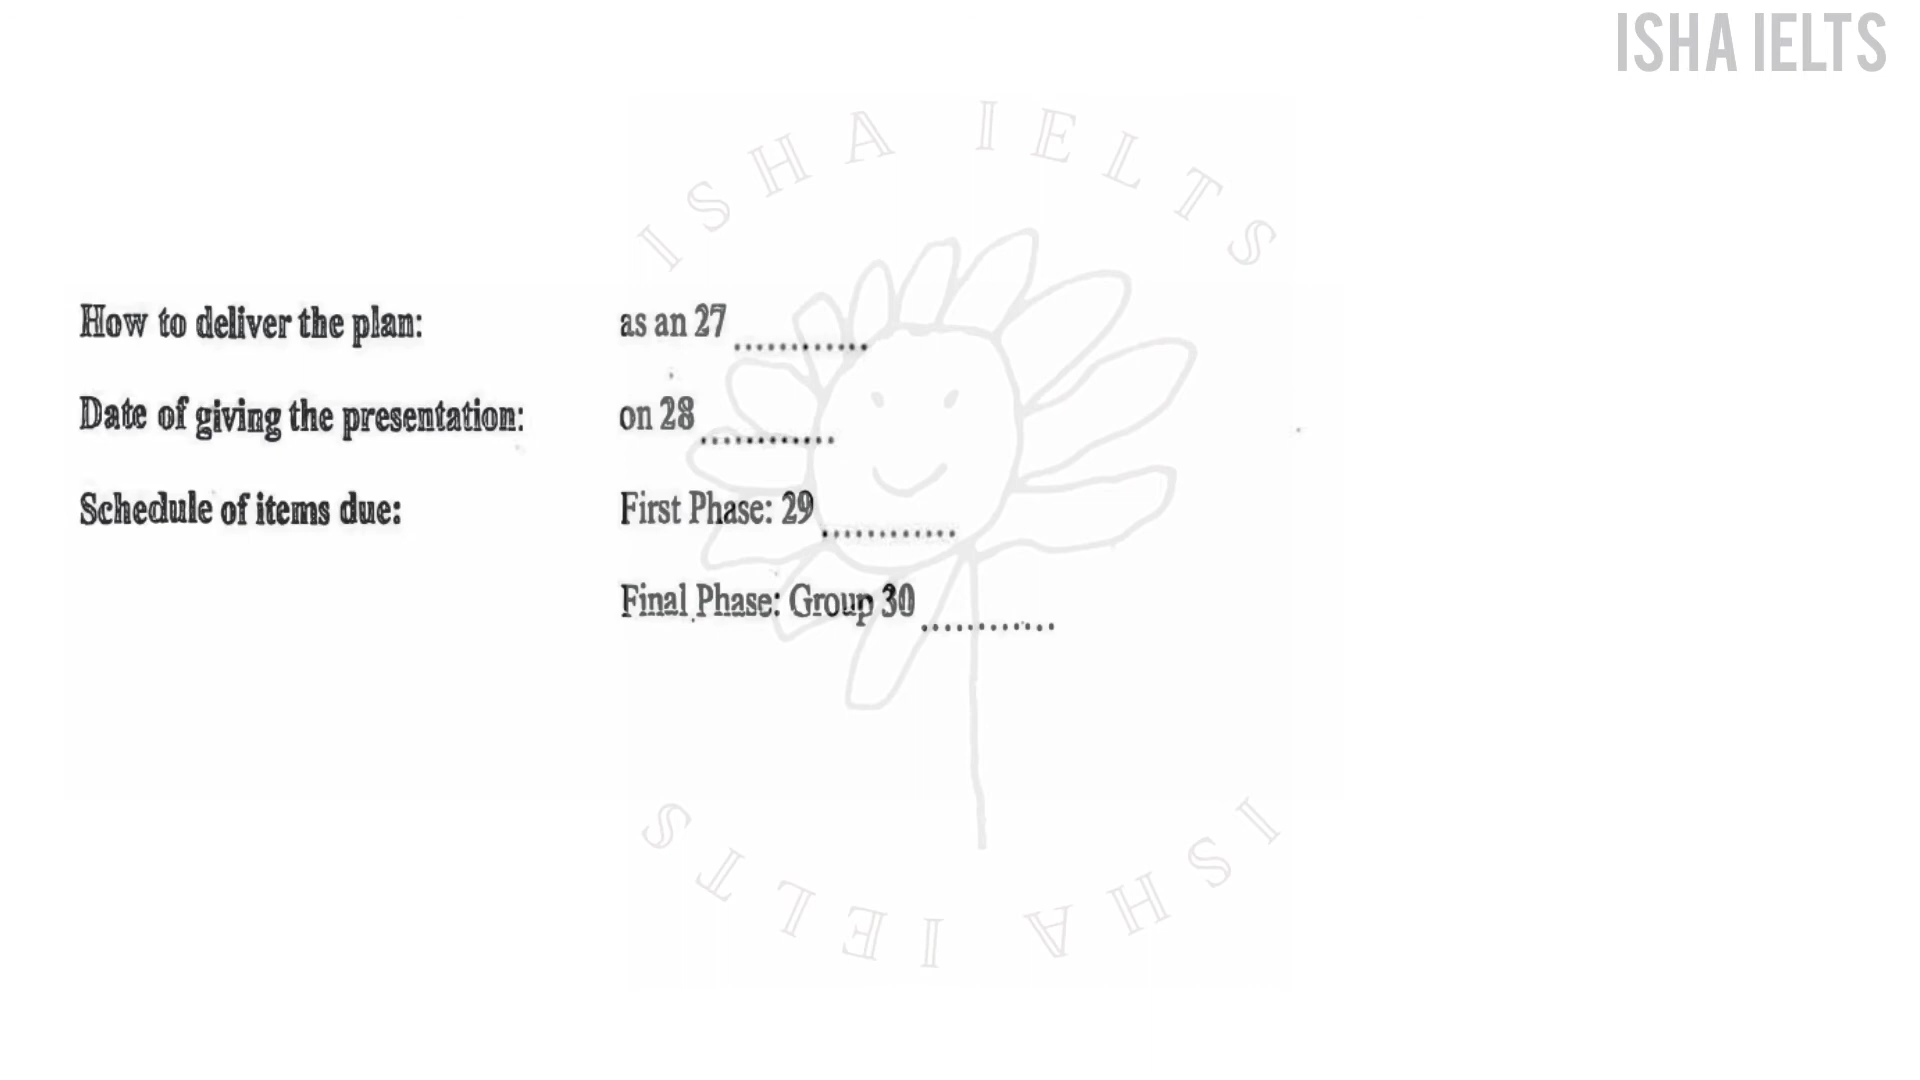 ISHA IELTS
ISHA IELTS
How to deliver the plan: as an 27 ...........
Date of giving the presentation: on 28 ............
Schedule of items due: First Phase: 29 ............
Final Phase: Group 30 ............
ISHA IELTS